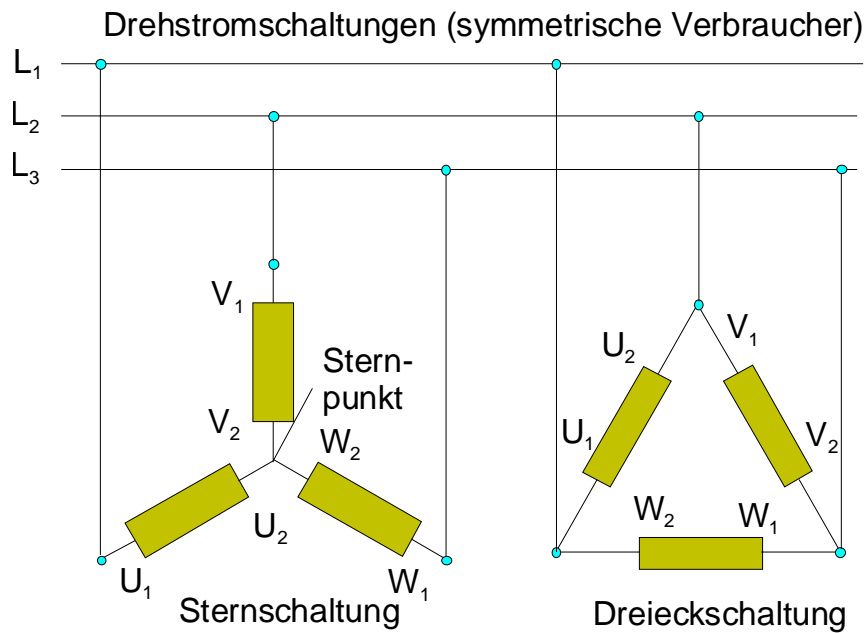 Drehstromschaltungen (symmetrische Verbraucher)
L₁
L₂
L₃
V₁
Stern-
punkt
V₂
W₂
U₂
U₁
W₁
Sternschaltung
V₁
U₂
U₁
V₂
W₂
W₁
Dreieckschaltung